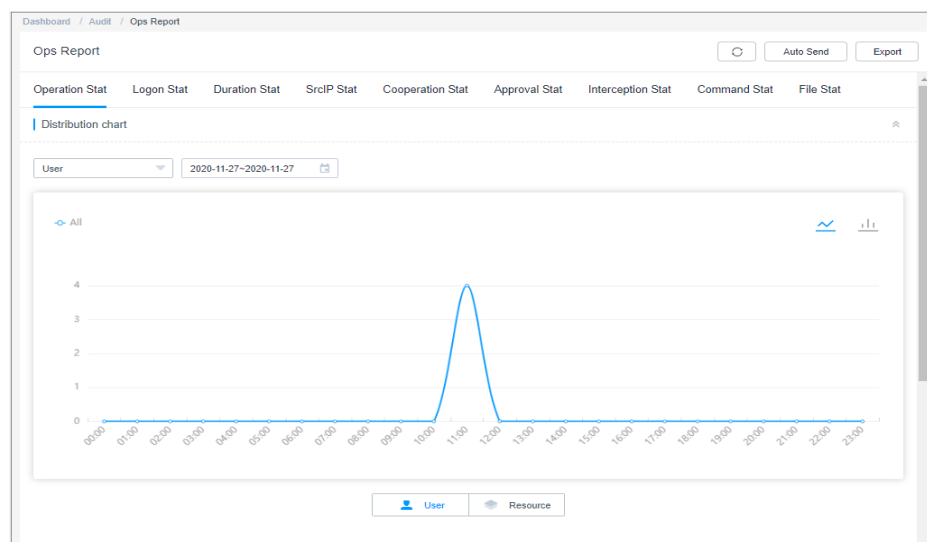 Dashboard / Audit / Ops Report
Ops Report
Auto Send
Export
Operation Stat Logon Stat Duration Stat SrcIP Stat Cooperation Stat Approval Stat Interception Stat Command Stat File Stat
Distribution chart
User 2020-11-27~2020-11-27
All
4
3
2
1
0
00:00 01:00 02:00 03:00 04:00 05:00 06:00 07:00 08:00 09:00 10:00 11:00 12:00 13:00 14:00 15:00 16:00 17:00 18:00 19:00 20:00 21:00 22:00 23:00
User Resource